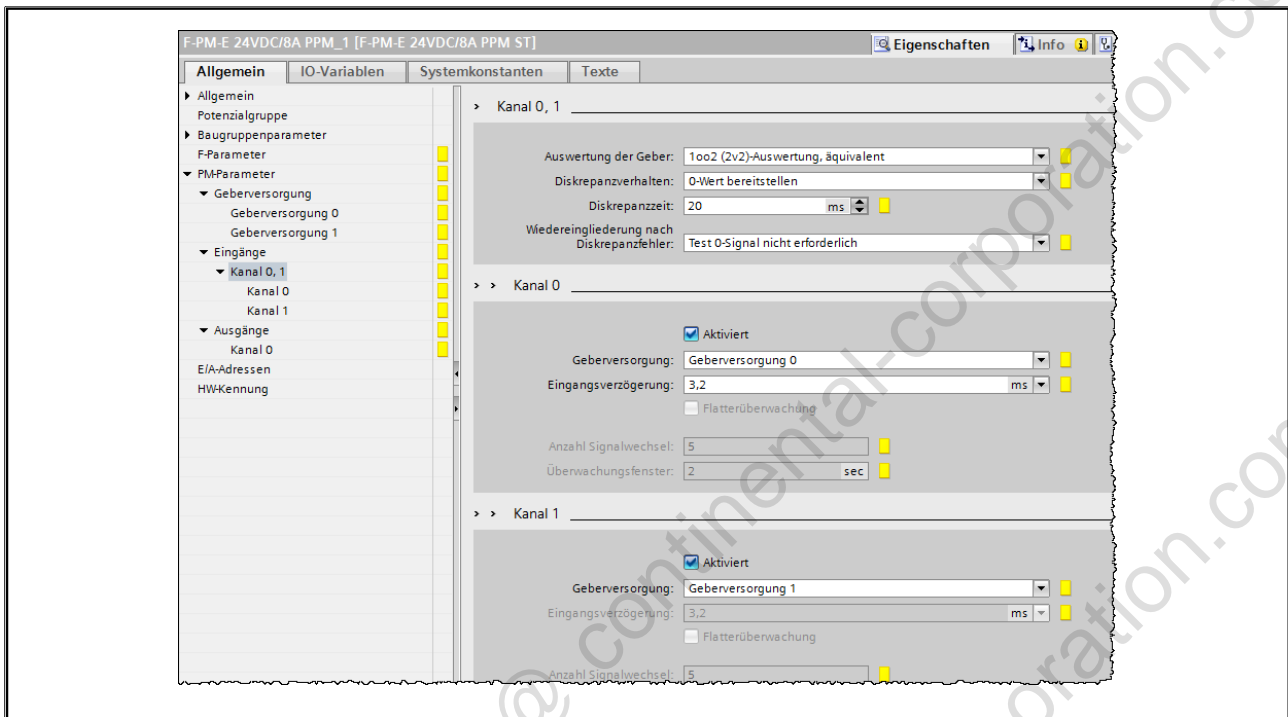 F-PM-E 24VDC/8A PPM_1 [F-PM-E 24VDC/8A PPM ST]
Eigenschaften
Info
Allgemein
IO-Variablen
Systemkonstanten
Texte
Allgemein
Potenzialgruppe
Baugruppenparameter
F-Parameter
PM-Parameter
Geberversorgung
Geberversorgung 0
Geberversorgung 1
Eingänge
Kanal 0, 1
Kanal 0
Kanal 1
Ausgänge
Kanal 0
E/A-Adressen
HW-Kennung
> Kanal 0, 1
Auswertung der Geber: 1oo2 (2v2)-Auswertung, äquivalent
Diskrepanzverhalten: 0-Wert bereitstellen
Diskrepanzzeit: 20 ms
Wiedereingliederung nach
Diskrepanzfehler: Test 0-Signal nicht erforderlich
> > Kanal 0
Aktiviert
Geberversorgung: Geberversorgung 0
Eingangsverzögerung: 3,2 ms
Flatterüberwachung
Anzahl Signalwechsel: 5
Überwachungsfenster: 2 sec
> > Kanal 1
Aktiviert
Geberversorgung: Geberversorgung 1
Eingangsverzögerung: 3,2 ms
Flatterüberwachung
Anzahl Signalwechsel: 5
@ continental-corporation.co